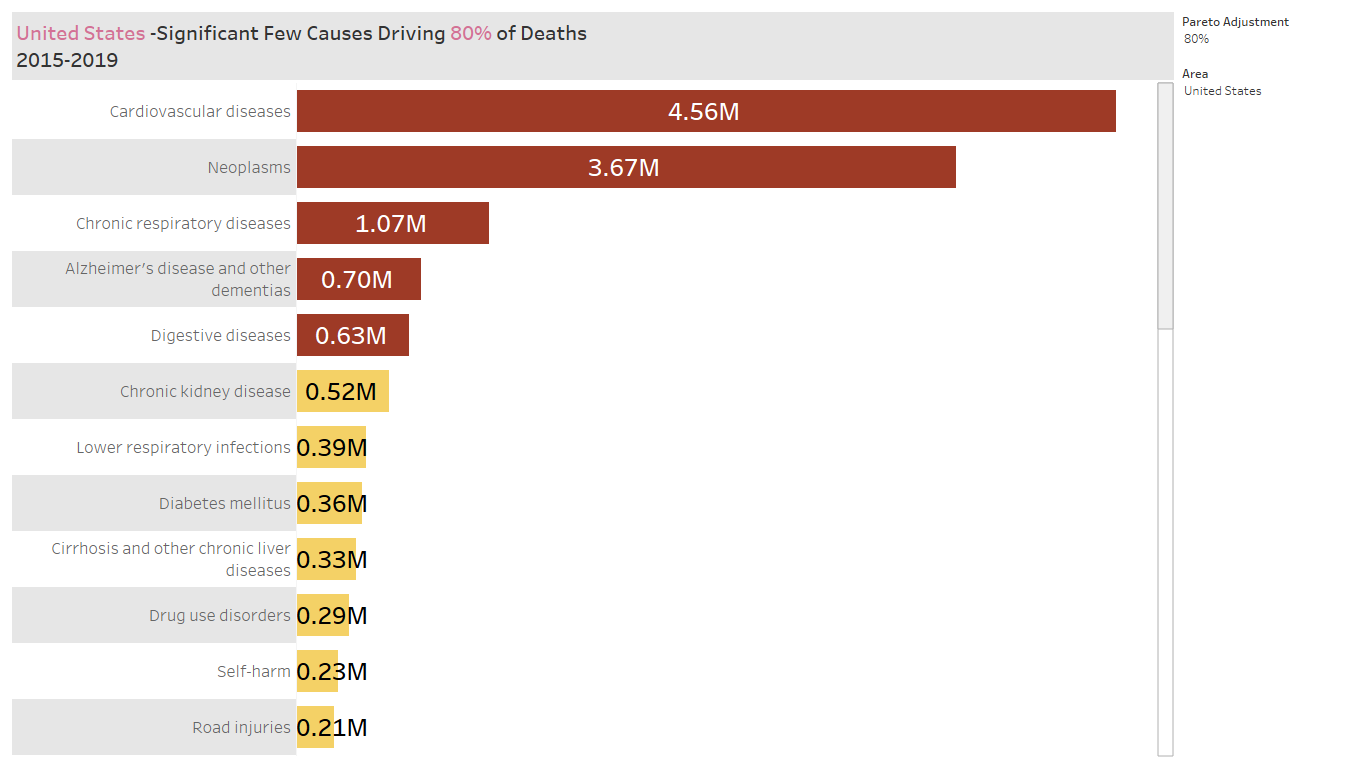 United States -Significant Few Causes Driving 80% of Deaths
2015-2019
Pareto Adjustment
80%
Area
United States
Cardiovascular diseases 4.56M
Neoplasms 3.67M
Chronic respiratory diseases 1.07M
Alzheimer's disease and other
dementias 0.70M
Digestive diseases 0.63M
Chronic kidney disease 0.52M
Lower respiratory infections 0.39M
Diabetes mellitus 0.36M
Cirrhosis and other chronic liver
diseases 0.33M
Drug use disorders 0.29M
Self-harm 0.23M
Road injuries 0.21M